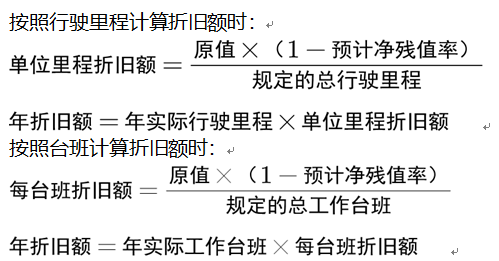 按照行驶里程计算折旧额时：
单位里程折旧额＝原值×（1－预计净残值率）/规定的总行驶里程
年折旧额＝年实际行驶里程×单位里程折旧额
按照台班计算折旧额时：
每台班折旧额＝原值×（1－预计净残值率）/规定的总工作台班
年折旧额＝年实际工作台班×每台班折旧额